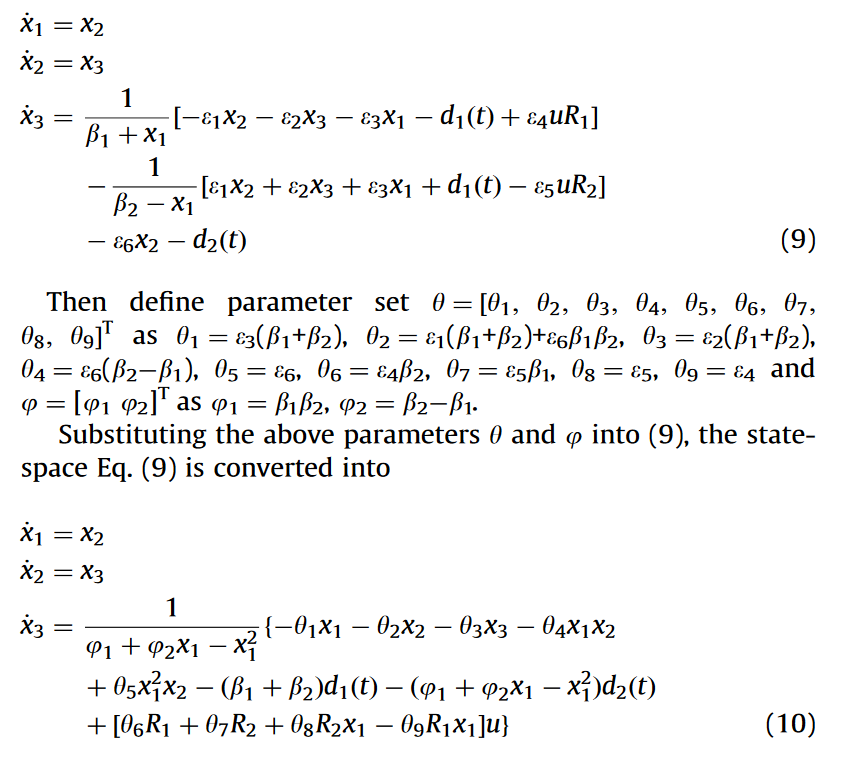 ẋ₁ = x₂
ẋ₂ = x₃
ẋ₃ = 1/(β₁ + x₁) [−ε₁x₂ − ε₂x₃ − ε₃x₁ − d₁(t) + ε₄uR₁]
− 1/(β₂ − x₁) [ε₁x₂ + ε₂x₃ + ε₃x₁ + d₁(t) − ε₅uR₂]
− ε₆x₂ − d₂(t) (9)
Then define parameter set θ = [θ₁, θ₂, θ₃, θ₄, θ₅, θ₆, θ₇,
θ₈, θ₉]ᵀ as θ₁ = ε₃(β₁+β₂), θ₂ = ε₁(β₁+β₂)+ε₆β₁β₂, θ₃ = ε₂(β₁+β₂),
θ₄ = ε₆(β₂−β₁), θ₅ = ε₆, θ₆ = ε₄β₂, θ₇ = ε₅β₁, θ₈ = ε₅, θ₉ = ε₄ and
φ = [φ₁ φ₂]ᵀ as φ₁ = β₁β₂, φ₂ = β₂−β₁.
Substituting the above parameters θ and φ into (9), the state-
space Eq. (9) is converted into
ẋ₁ = x₂
ẋ₂ = x₃
ẋ₃ = 1/(φ₁ + φ₂x₁ − x₁²) {−θ₁x₁ − θ₂x₂ − θ₃x₃ − θ₄x₁x₂
+ θ₅x₁²x₂ − (β₁ + β₂)d₁(t) − (φ₁ + φ₂x₁ − x₁²)d₂(t)
+ [θ₆R₁ + θ₇R₂ + θ₈R₂x₁ − θ₉R₁x₁]u} (10)